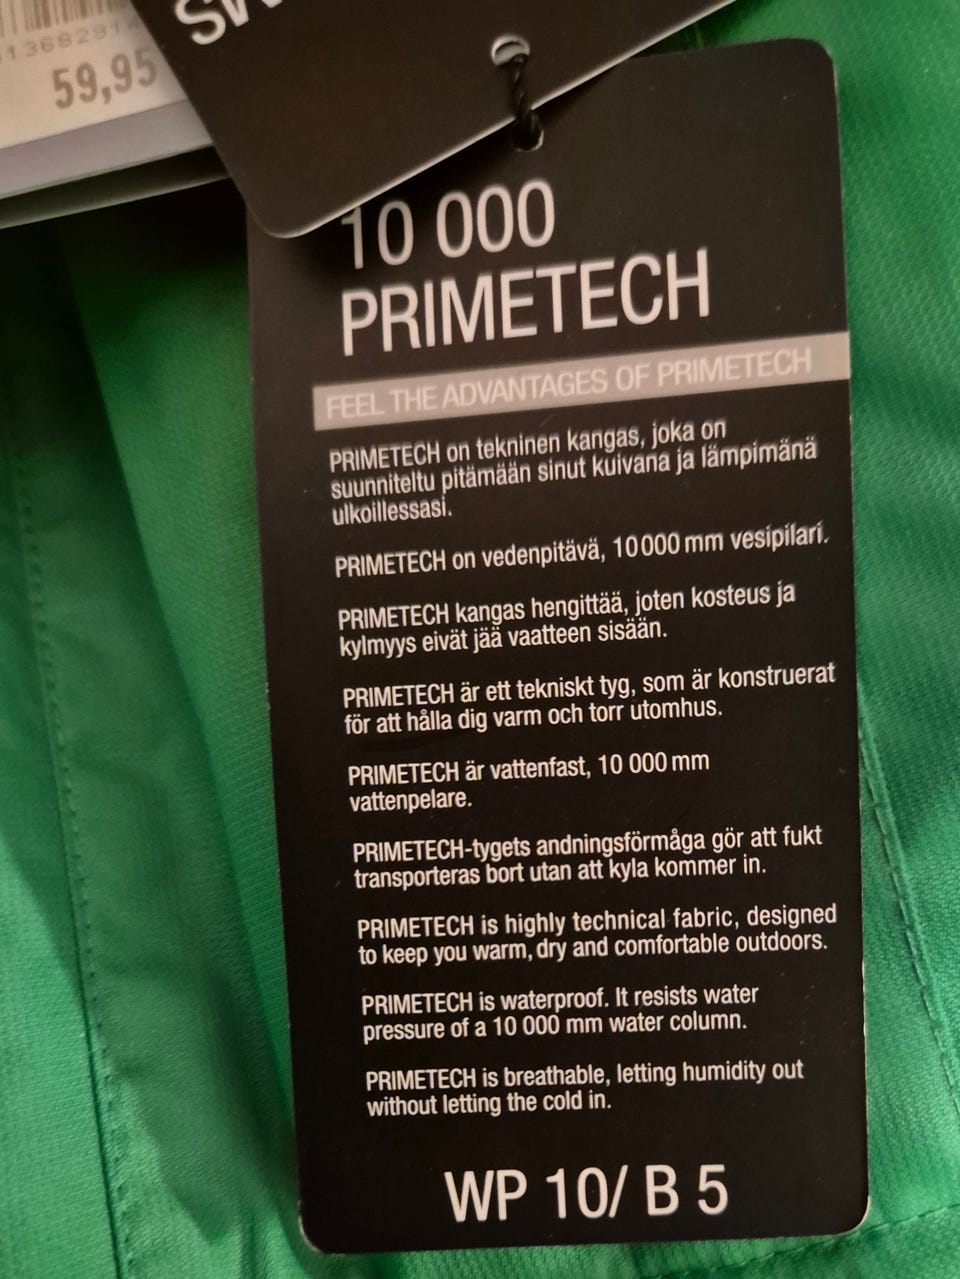 59,95
10 000
PRIMETECH
FEEL THE ADVANTAGES OF PRIMETECH
PRIMETECH on tekninen kangas, joka on
suunniteltu pitämään sinut kuivana ja lämpimänä
ulkoillessasi.
PRIMETECH on vedenpitävä, 10 000 mm vesipilari.
PRIMETECH kangas hengittää, joten kosteus ja
kylmyys eivät jää vaatteen sisään.
PRIMETECH är ett tekniskt tyg, som är konstruerat
för att hålla dig varm och torr utomhus.
PRIMETECH är vattenfast, 10 000 mm
vattenpelare.
PRIMETECH-tygets andningsförmåga gör att fukt
transporteras bort utan att kyla kommer in.
PRIMETECH is highly technical fabric, designed
to keep you warm, dry and comfortable outdoors.
PRIMETECH is waterproof. It resists water
pressure of a 10 000 mm water column.
PRIMETECH is breathable, letting humidity out
without letting the cold in.
WP 10/ B 5